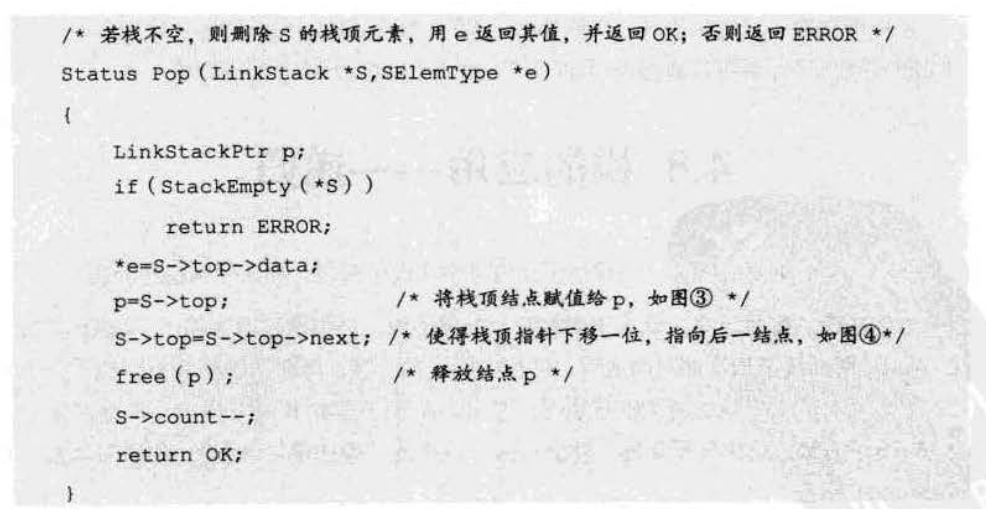 /* 若栈不空，则删除 S 的栈顶元素，用 e 返回其值，并返回 OK；否则返回 ERROR */
Status Pop(LinkStack *S,SElemType *e)
{
LinkStackPtr p;
if(StackEmpty(*S))
return ERROR;
*e=S->top->data;
p=S->top; /* 将栈顶结点赋值给 p，如图③ */
S->top=S->top->next; /* 使得栈顶指针下移一位，指向后一结点，如图④*/
free(p); /* 释放结点 p */
S->count--;
return OK;
}